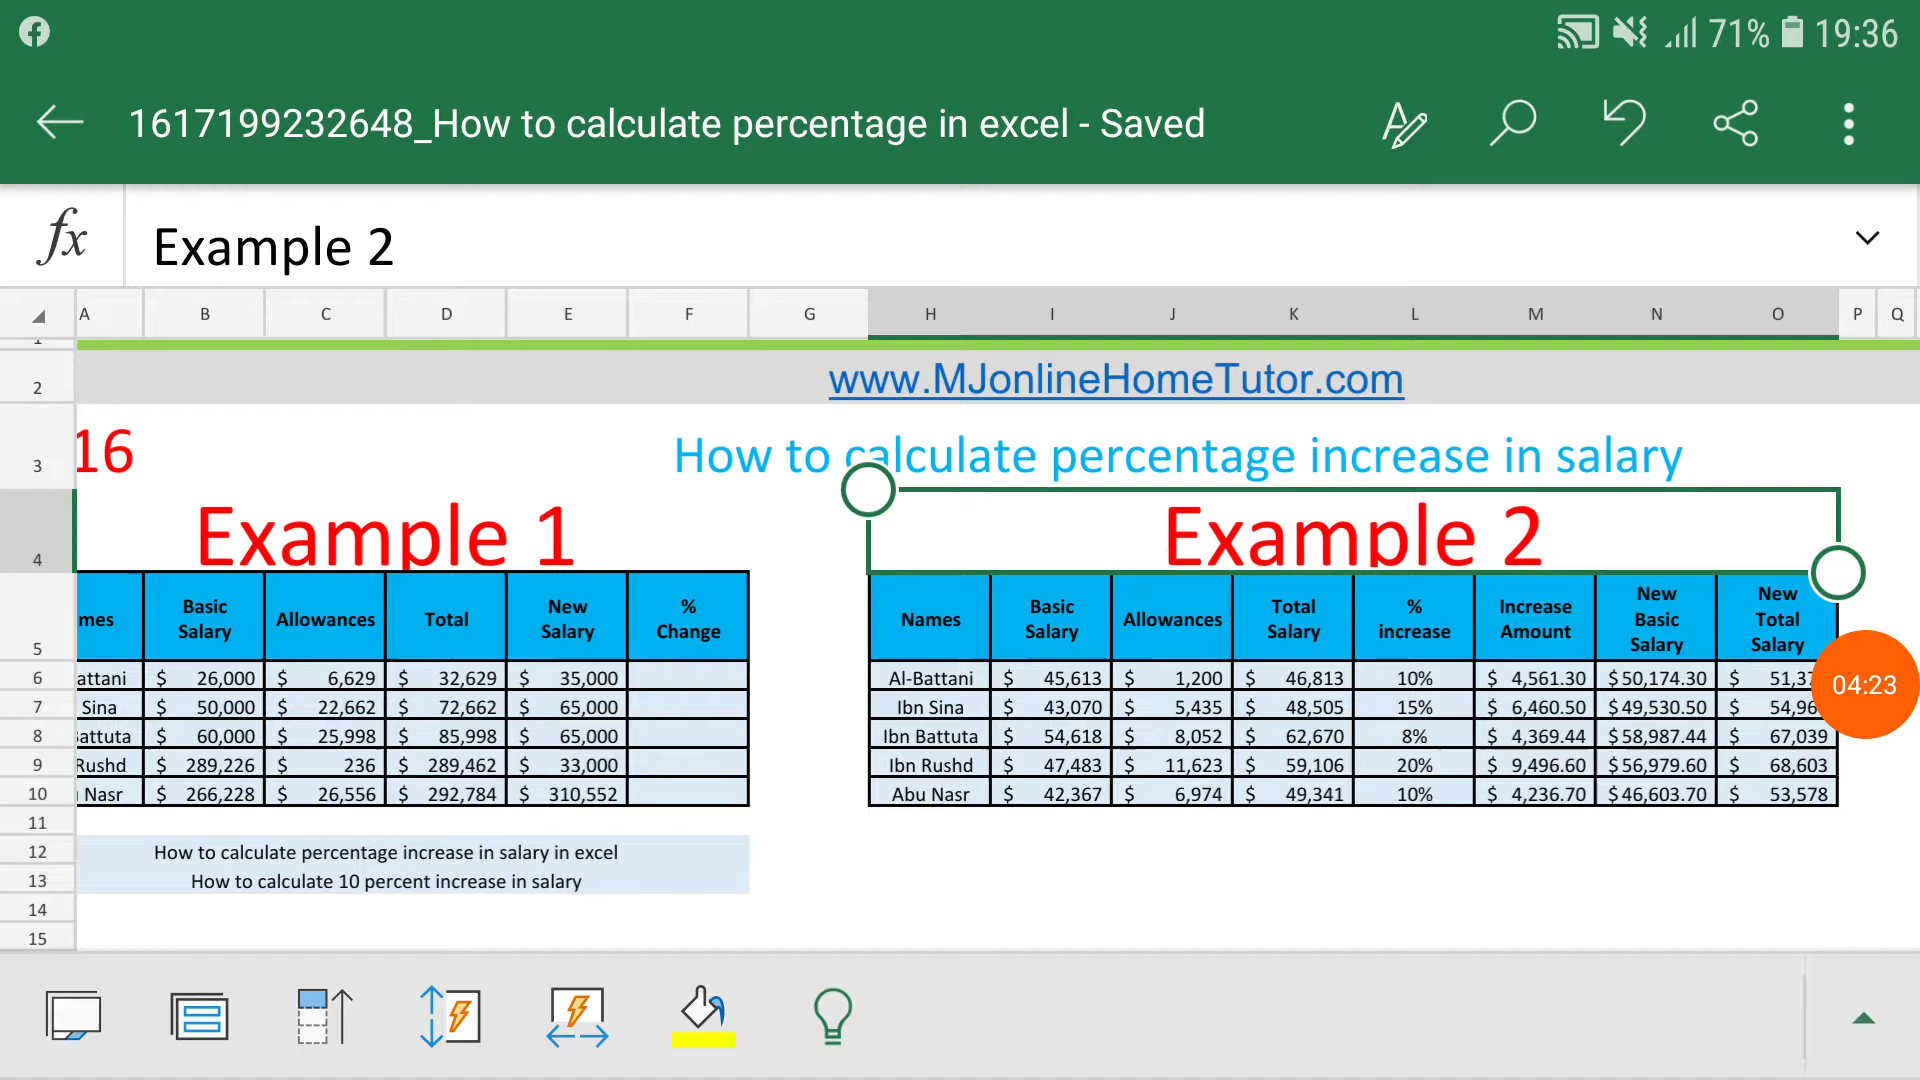 71% 19:36
1617199232648_How to calculate percentage in excel - Saved
fx Example 2
A B C D E F G H I J K L M N O P Q
1
2 www.MJonlineHomeTutor.com
3 16 How to calculate percentage increase in salary
4 Example 1 Example 2
5 mes Basic Salary Allowances Total New Salary % Change Names Basic Salary Allowances Total Salary % increase Increase Amount New Basic Salary New Total Salary
6 attani $ 26,000 $ 6,629 $ 32,629 $ 35,000 Al-Battani $ 45,613 $ 1,200 $ 46,813 10% $ 4,561.30 $ 50,174.30 $ 51,37
7 Sina $ 50,000 $ 22,662 $ 72,662 $ 65,000 Ibn Sina $ 43,070 $ 5,435 $ 48,505 15% $ 6,460.50 $ 49,530.50 $ 54,96
8 attuta $ 60,000 $ 25,998 $ 85,998 $ 65,000 Ibn Battuta $ 54,618 $ 8,052 $ 62,670 8% $ 4,369.44 $ 58,987.44 $ 67,039
9 Rushd $ 289,226 $ 236 $ 289,462 $ 33,000 Ibn Rushd $ 47,483 $ 11,623 $ 59,106 20% $ 9,496.60 $ 56,979.60 $ 68,603
10 Nasr $ 266,228 $ 26,556 $ 292,784 $ 310,552 Abu Nasr $ 42,367 $ 6,974 $ 49,341 10% $ 4,236.70 $ 46,603.70 $ 53,578
04:23
11
12 How to calculate percentage increase in salary in excel
13 How to calculate 10 percent increase in salary
14
15